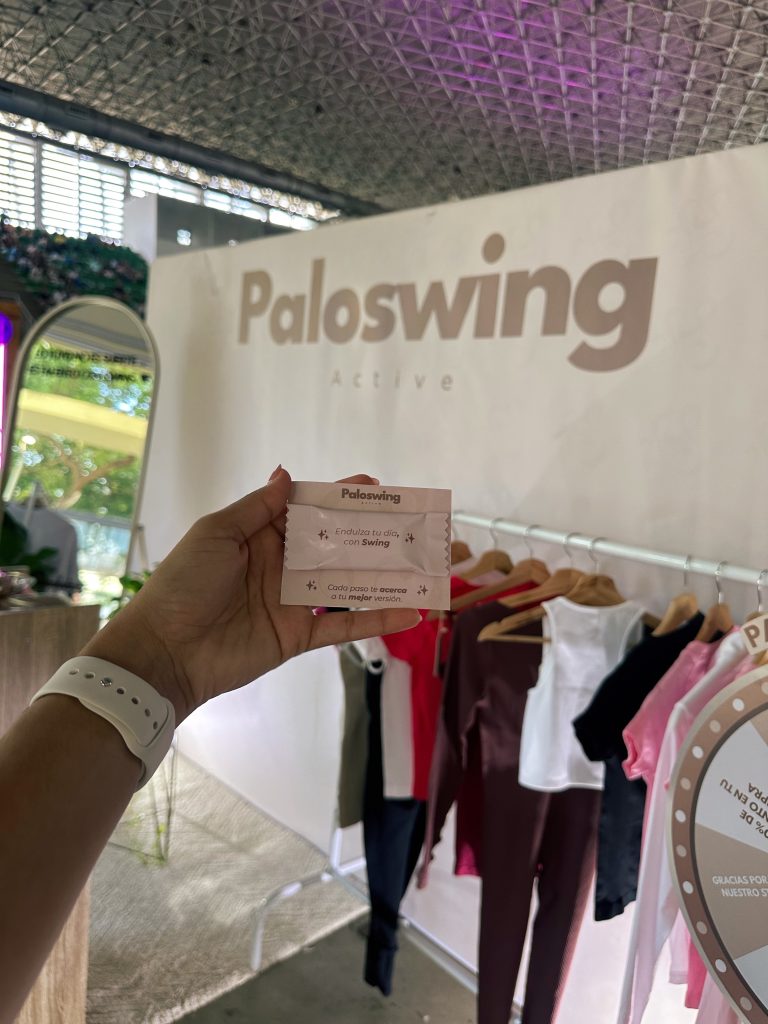 Paloswing
Active
Paloswing
Endulza tu día,
con Swing
Cada paso te acerca
a tu mejor versión.
GRACIAS POR
NUESTRO